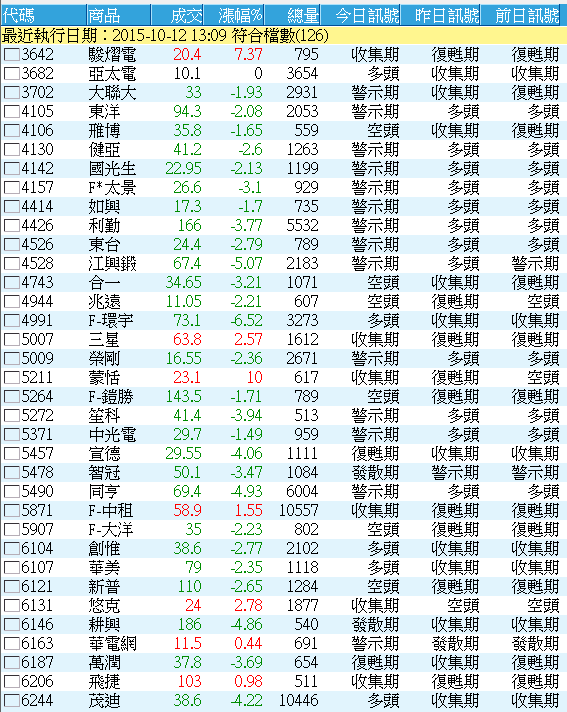 代碼 商品 成交 漲幅% 總量 今日訊號 昨日訊號 前日訊號
最近執行日期：2015-10-12 13:09 符合檔數(126)
3642 駿熠電 20.4 7.37 795 收集期 復甦期 復甦期
3682 亞太電 10.1 0 3654 多頭 收集期 收集期
3702 大聯大 33 -1.93 2931 警示期 收集期 復甦期
4105 東洋 94.3 -2.08 2053 警示期 多頭 多頭
4106 雃博 35.8 -1.65 559 空頭 收集期 復甦期
4130 健亞 41.2 -2.6 1263 警示期 多頭 多頭
4142 國光生 22.95 -2.13 1199 警示期 多頭 多頭
4157 F*太景 26.6 -3.1 929 警示期 多頭 多頭
4414 如興 17.3 -1.7 735 警示期 多頭 多頭
4426 利勤 166 -3.77 5532 警示期 多頭 多頭
4526 東台 24.4 -2.79 789 警示期 多頭 多頭
4528 江興鍛 67.4 -5.07 2183 警示期 多頭 警示期
4743 合一 34.65 -3.21 1071 空頭 收集期 復甦期
4944 兆遠 11.05 -2.21 607 空頭 復甦期 空頭
4991 F-環宇 73.1 -6.52 3273 多頭 收集期 收集期
5007 三星 63.8 2.57 1612 收集期 復甦期 復甦期
5009 榮剛 16.55 -2.36 2671 警示期 多頭 多頭
5211 蒙恬 23.1 10 617 收集期 復甦期 空頭
5264 F-鎧勝 143.5 -1.71 789 空頭 復甦期 復甦期
5272 笙科 41.4 -3.94 513 警示期 多頭 多頭
5371 中光電 29.7 -1.49 959 警示期 多頭 多頭
5457 宣德 29.55 -4.06 1111 復甦期 收集期 收集期
5478 智冠 50.1 -3.47 1084 發散期 警示期 警示期
5490 同亨 69.4 -4.93 6004 警示期 多頭 多頭
5871 F-中租 58.9 1.55 10557 收集期 復甦期 復甦期
5907 F-大洋 35 -2.23 802 空頭 復甦期 復甦期
6104 創惟 38.6 -2.77 2102 多頭 收集期 收集期
6107 華美 79 -2.35 1118 多頭 收集期 收集期
6121 新普 110 -2.65 1284 空頭 復甦期 復甦期
6131 悠克 24 2.78 1877 收集期 空頭 空頭
6146 耕興 186 -4.86 540 發散期 收集期 收集期
6163 華電網 11.5 0.44 691 警示期 發散期 發散期
6187 萬潤 37.8 -3.69 654 復甦期 收集期 復甦期
6206 飛捷 103 0.98 511 收集期 復甦期 復甦期
6244 茂迪 38.6 -4.22 10446 多頭 收集期 收集期